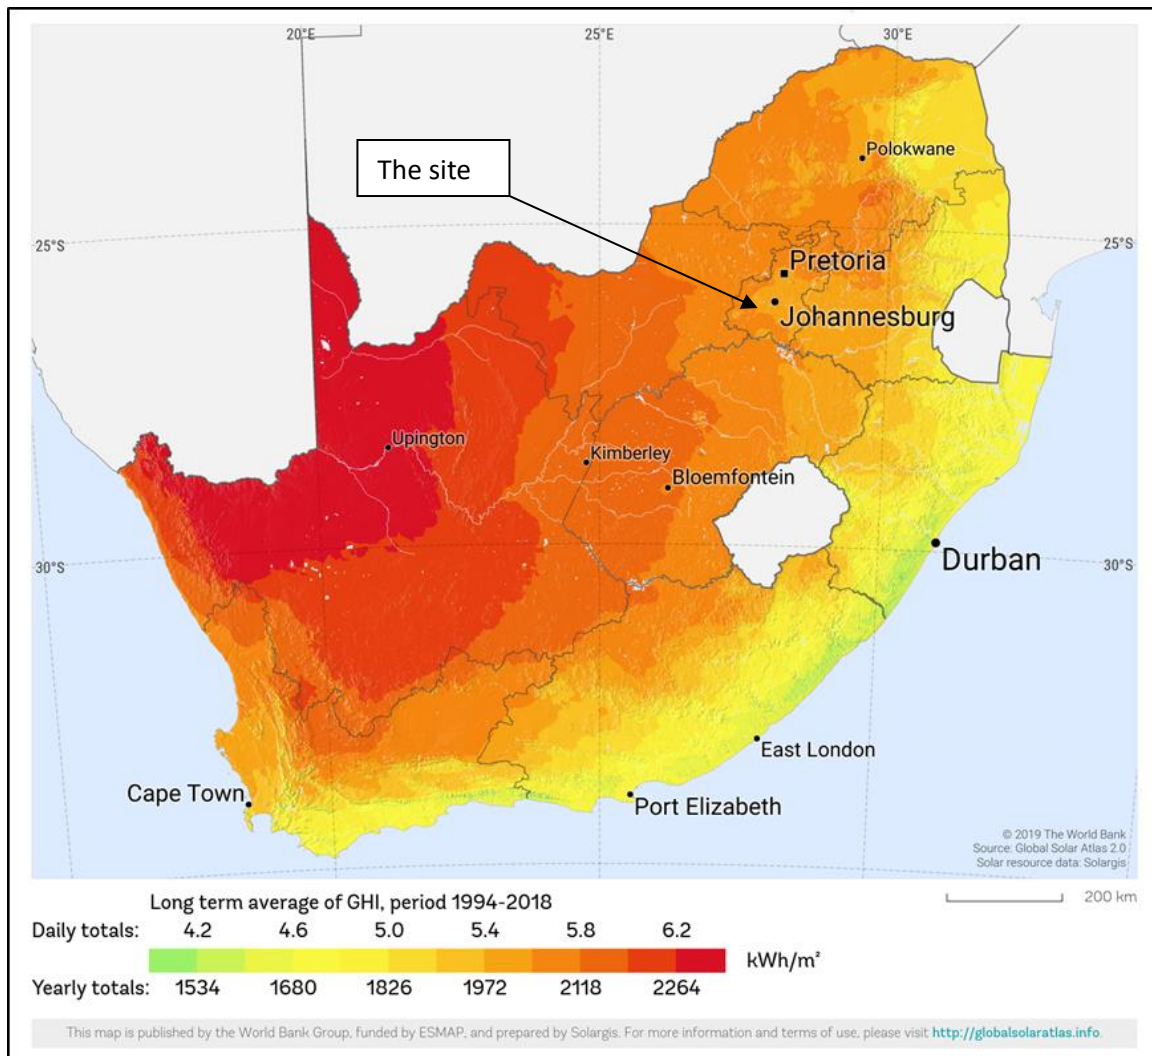 20°E 25°E 30°E
The site
Polokwane
25°S 25°S
Pretoria
Johannesburg
Upington
Kimberley
Bloemfontein
Durban
30°S 30°S
East London
Cape Town
Port Elizabeth
© 2019 The World Bank
Source: Global Solar Atlas 2.0
Solar resource data: Solargis
200 km
Long term average of GHI, period 1994-2018
Daily totals: 4.2 4.6 5.0 5.4 5.8 6.2
kWh/m²
Yearly totals: 1534 1680 1826 1972 2118 2264
This map is published by the World Bank Group, funded by ESMAP, and prepared by Solargis. For more information and terms of use, please visit http://globalsolaratlas.info.